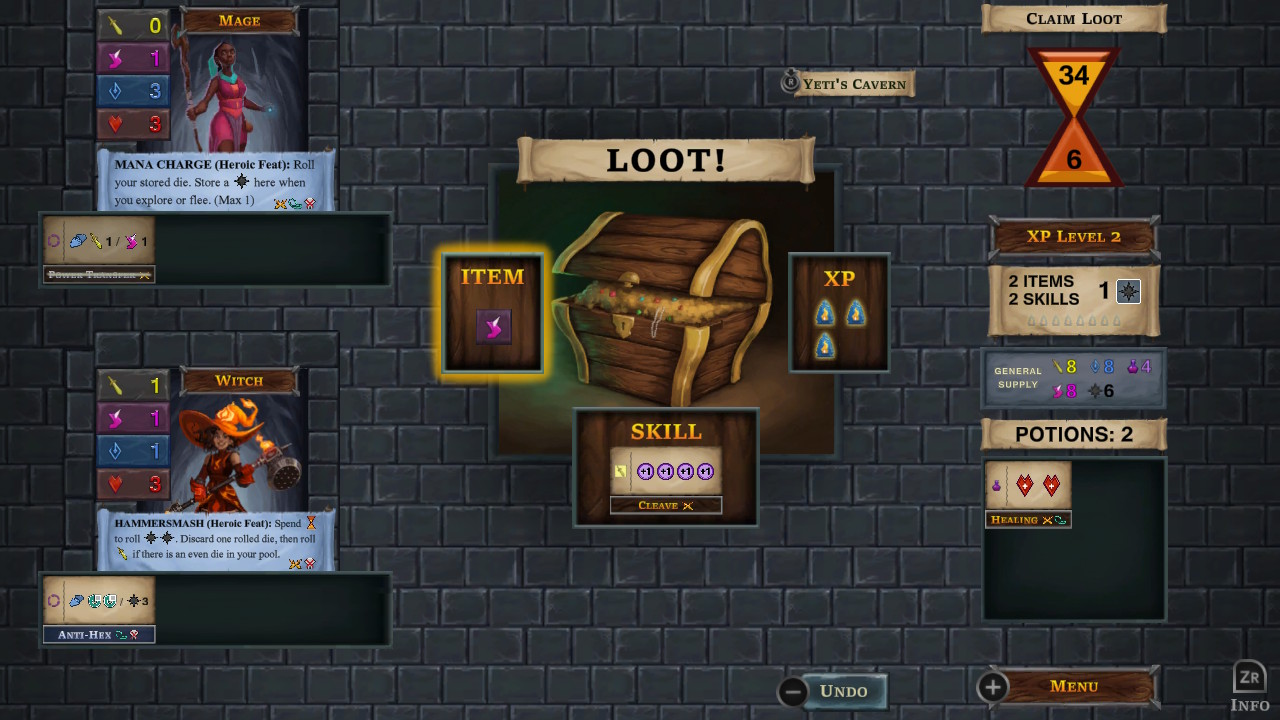 0
MAGE
1
3
3
MANA CHARGE (Heroic Feat): Roll
your stored die. Store a here when
you explore or flee. (Max 1)
1 / 1
POWER TRANSFER
1
WITCH
1
1
3
HAMMERSMASH (Heroic Feat): Spend
to roll . Discard one rolled die, then roll
if there is an even die in your pool.
/ 3
ANTI-HEX
R YETI'S CAVERN
LOOT!
ITEM
XP
SKILL
+1 +1 +1 +1
CLEAVE
UNDO
CLAIM LOOT
34
6
XP LEVEL 2
2 ITEMS
2 SKILLS
1
GENERAL
SUPPLY
8 8 4
8 6
POTIONS: 2
HEALING
MENU
ZR
INFO